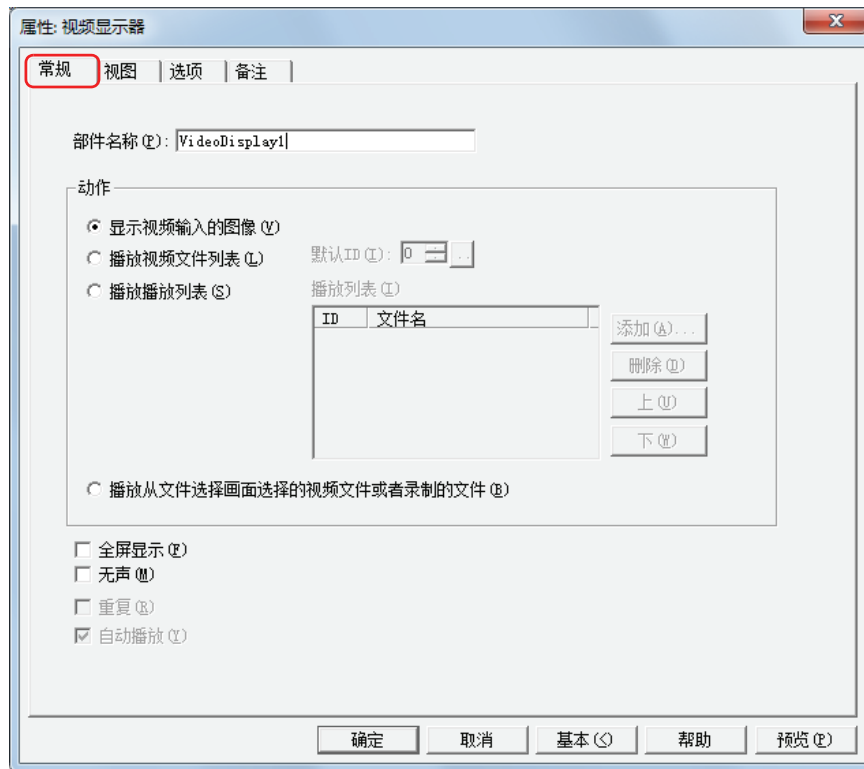 属性: 视频显示器
常规 视图 选项 备注
部件名称(P): VideoDisplay1
动作
显示视频输入的图像(V)
播放视频文件列表(L) 默认ID(I): 0 ..
播放播放列表(S) 播放列表(I)
ID 文件名
添加(A)...
删除(D)
上(U)
下(W)
播放从文件选择画面选择的视频文件或者录制的文件(B)
全屏显示(F)
无声(M)
重复(R)
自动播放(Y)
确定 取消 基本(<) 帮助 预览(P)